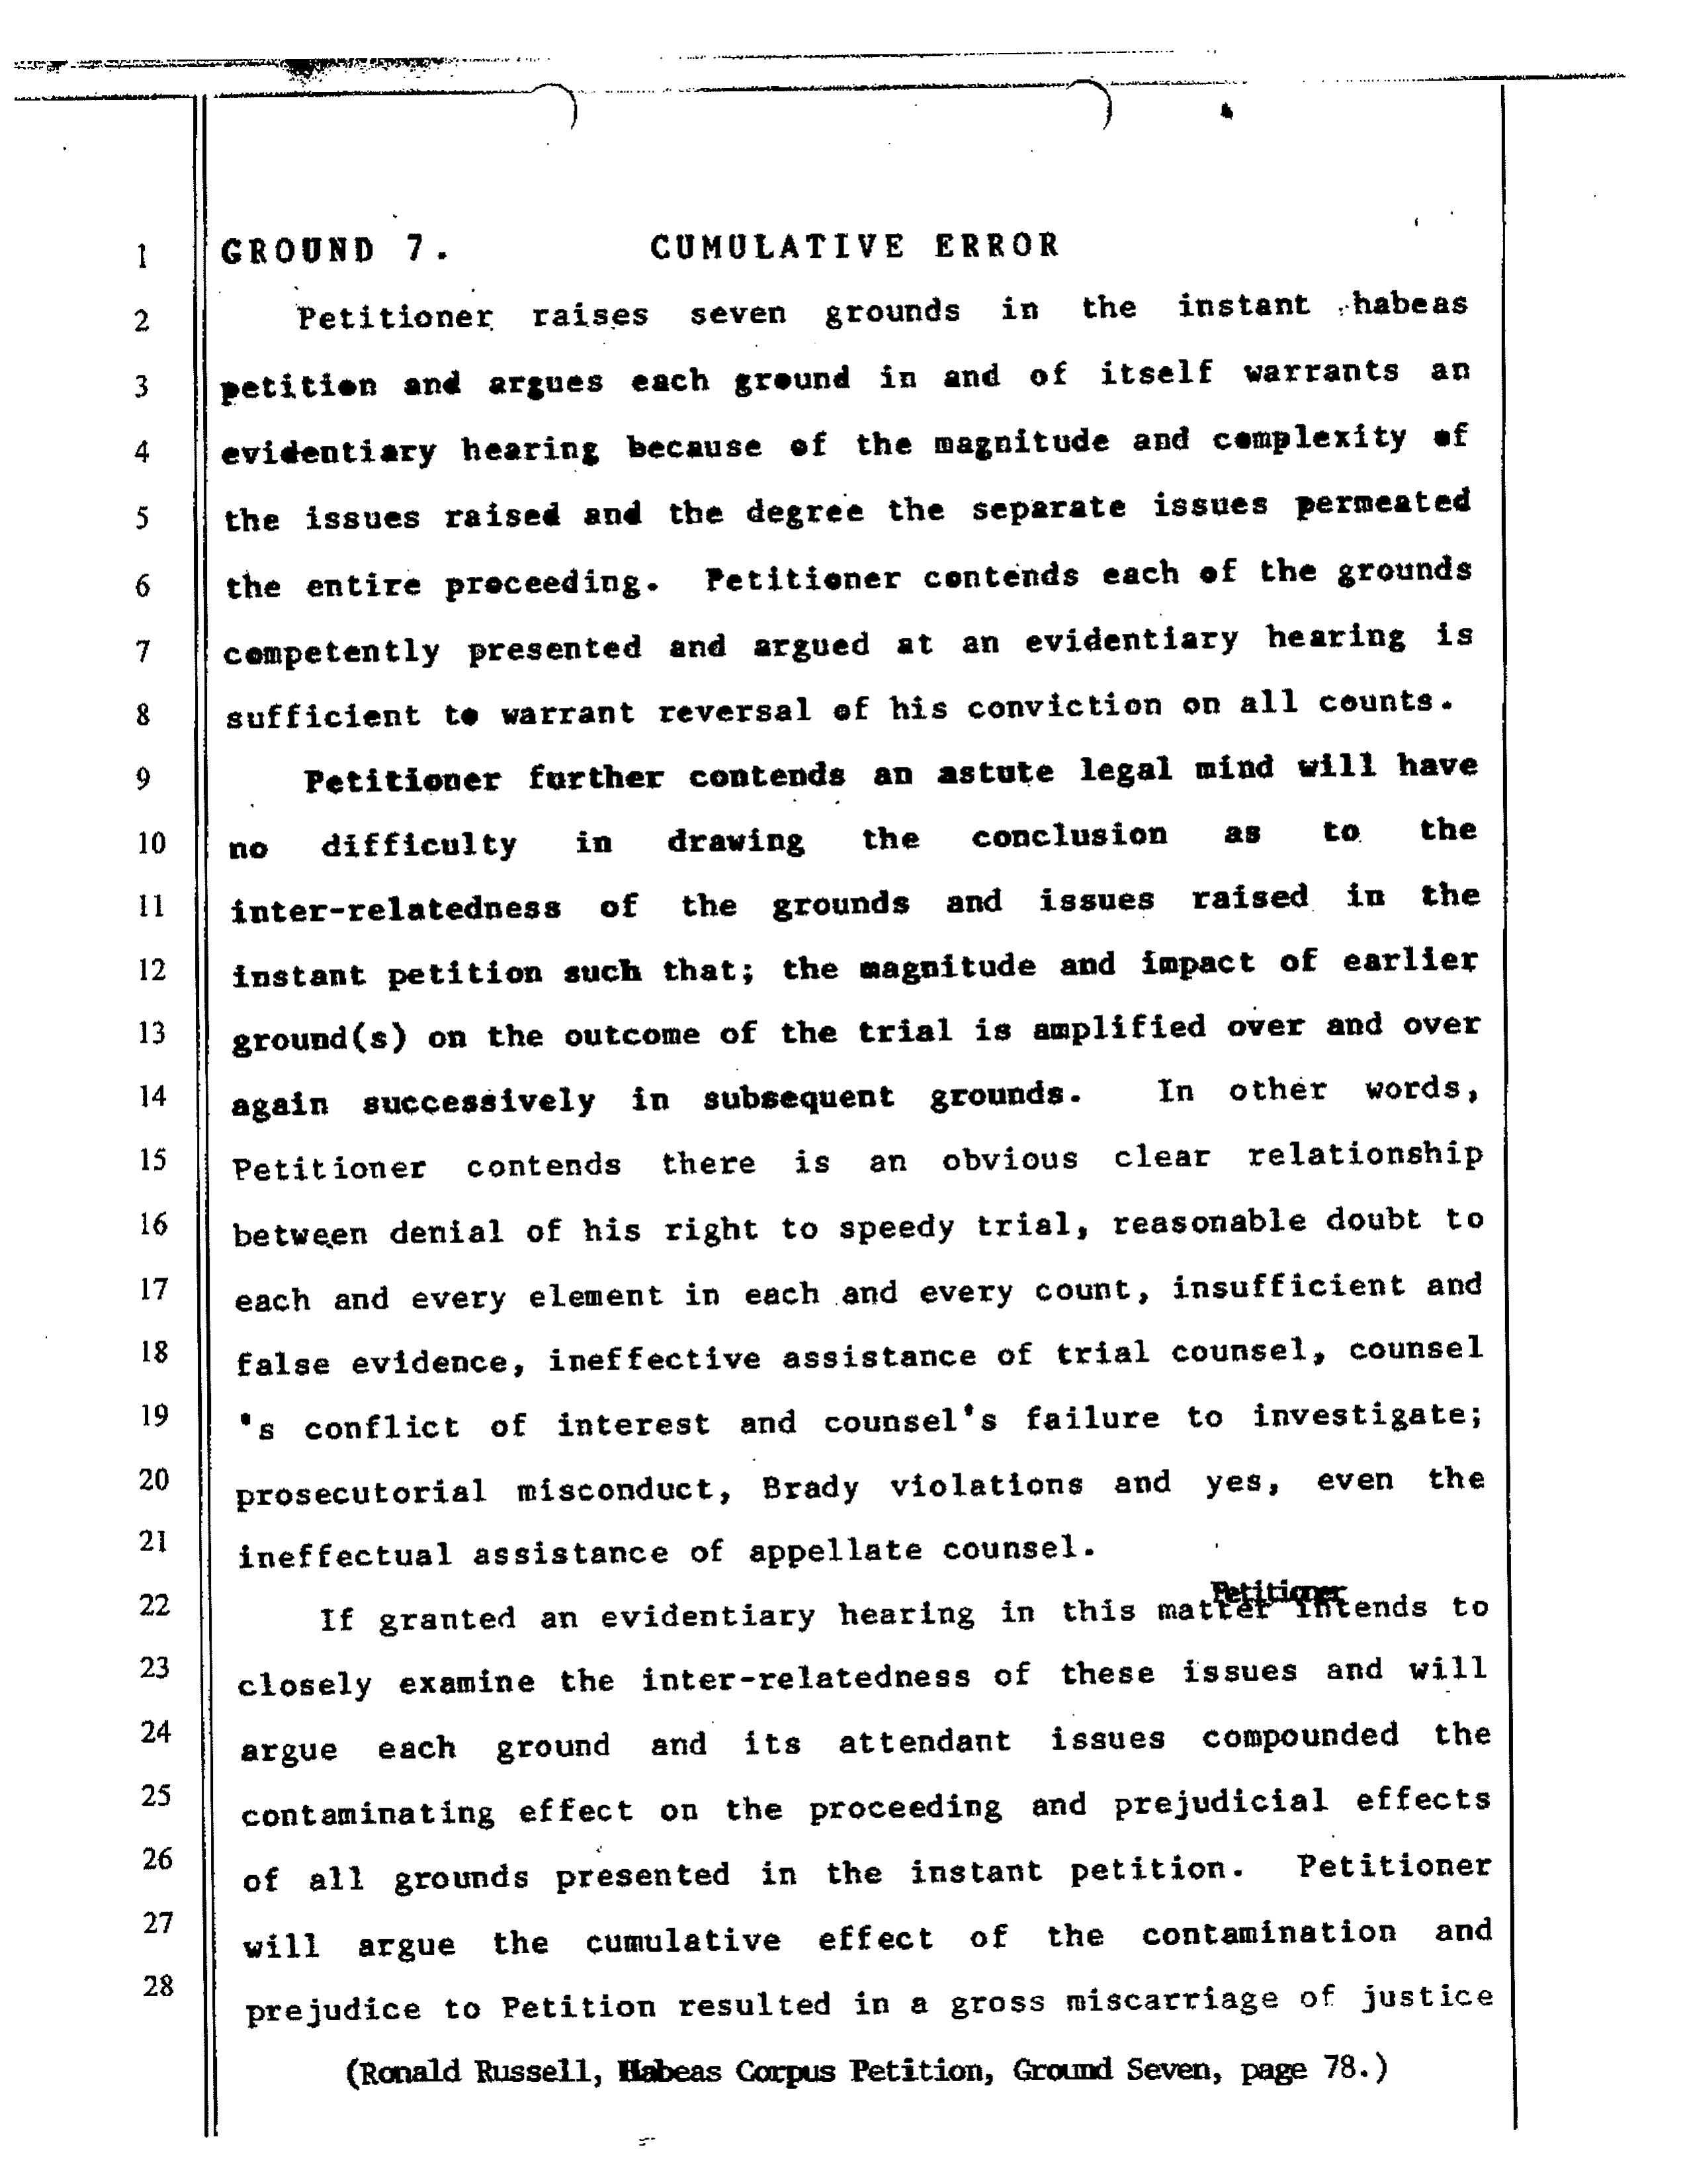 1 GROUND 7. CUMULATIVE ERROR
2 Petitioner raises seven grounds in the instant habeas
3 petition and argues each ground in and of itself warrants an
4 evidentiary hearing because of the magnitude and complexity of
5 the issues raised and the degree the separate issues permeated
6 the entire proceeding. Petitioner contends each of the grounds
7 competently presented and argued at an evidentiary hearing is
8 sufficient to warrant reversal of his conviction on all counts.
9 Petitioner further contends an astute legal mind will have
10 no difficulty in drawing the conclusion as to the
11 inter-relatedness of the grounds and issues raised in the
12 instant petition such that; the magnitude and impact of earlier
13 ground(s) on the outcome of the trial is amplified over and over
14 again successively in subsequent grounds. In other words,
15 Petitioner contends there is an obvious clear relationship
16 between denial of his right to speedy trial, reasonable doubt to
17 each and every element in each and every count, insufficient and
18 false evidence, ineffective assistance of trial counsel, counsel
19 's conflict of interest and counsel's failure to investigate;
20 prosecutorial misconduct, Brady violations and yes, even the
21 ineffectual assistance of appellate counsel.
Petitioner
22 If granted an evidentiary hearing in this matter intends to
23 closely examine the inter-relatedness of these issues and will
24 argue each ground and its attendant issues compounded the
25 contaminating effect on the proceeding and prejudicial effects
26 of all grounds presented in the instant petition. Petitioner
27 will argue the cumulative effect of the contamination and
28 prejudice to Petition resulted in a gross miscarriage of justice
(Ronald Russell, Habeas Corpus Petition, Ground Seven, page 78.)